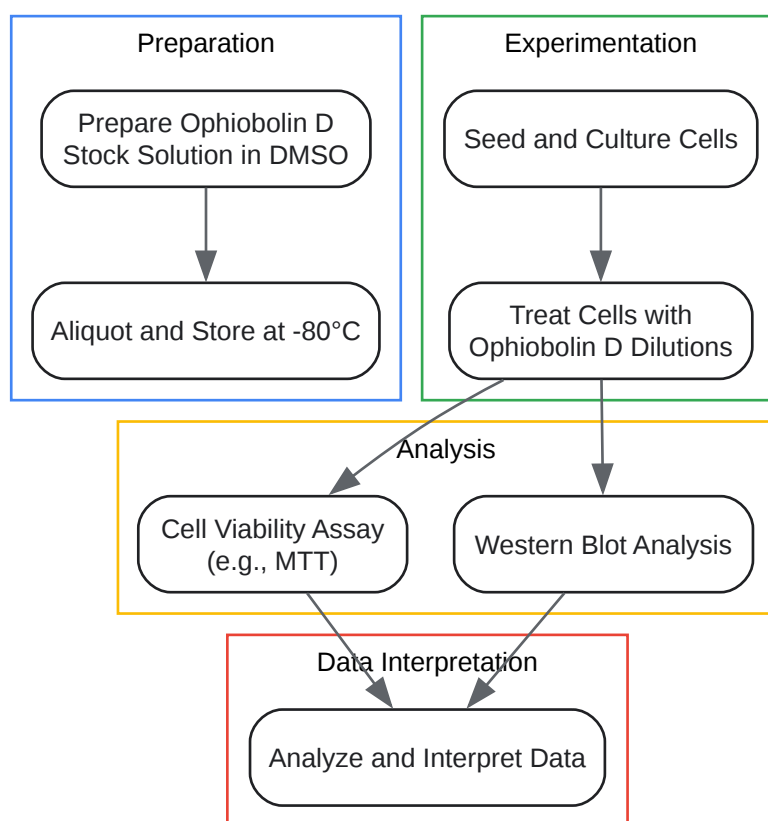 Preparation
Prepare Ophiobolin D
Stock Solution in DMSO
Aliquot and Store at -80°C
Experimentation
Seed and Culture Cells
Treat Cells with
Ophiobolin D Dilutions
Analysis
Cell Viability Assay
(e.g., MTT)
Western Blot Analysis
Data Interpretation
Analyze and Interpret Data